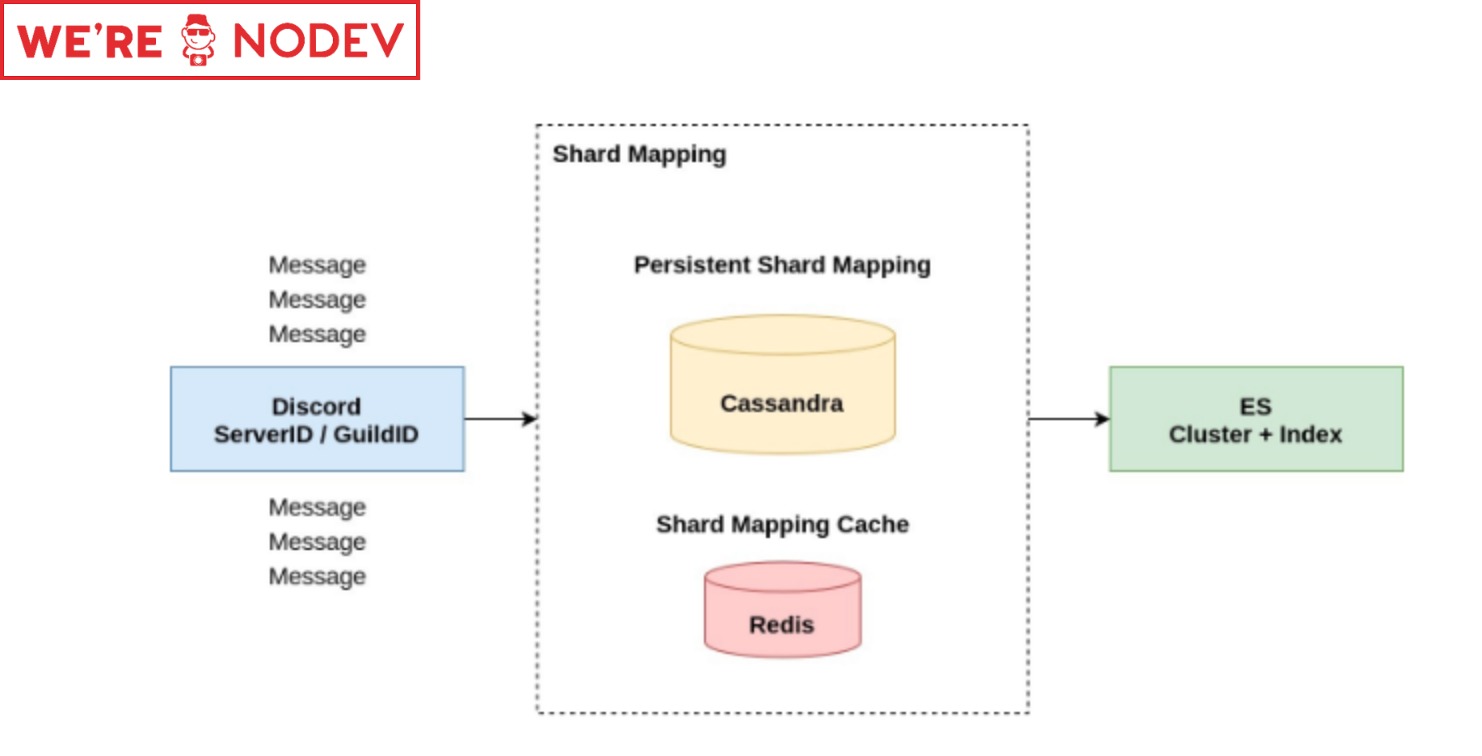 WE'RE NODEV
Shard Mapping
Message
Message
Message
Discord
ServerID / GuildID
Message
Message
Message
Persistent Shard Mapping
Cassandra
Shard Mapping Cache
Redis
ES
Cluster + Index